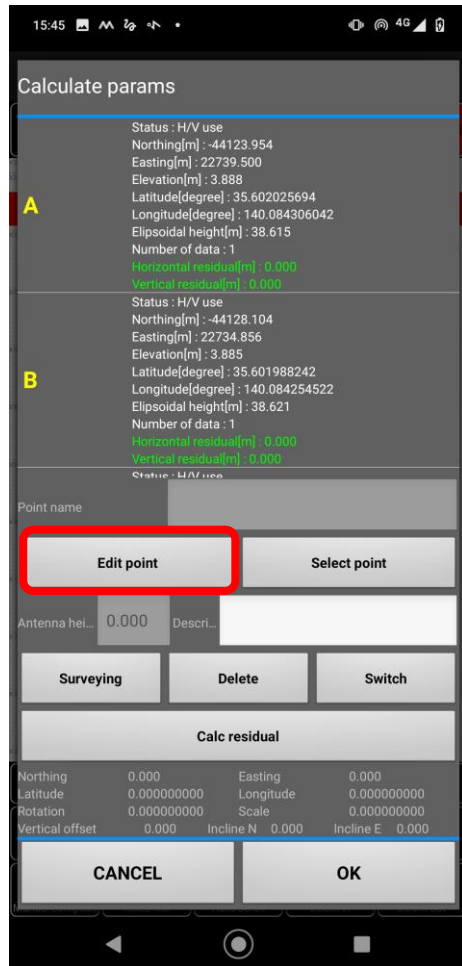 15:45 4G
Calculate params
A
Status : H/V use
Northing[m] : -44123.954
Easting[m] : 22739.500
Elevation[m] : 3.888
Latitude[degree] : 35.602025694
Longitude[degree] : 140.084306042
Elipsoidal height[m] : 38.615
Number of data : 1
Horizontal residual[m] : 0.000
Vertical residual[m] : 0.000
B
Status : H/V use
Northing[m] : -44128.104
Easting[m] : 22734.856
Elevation[m] : 3.885
Latitude[degree] : 35.601988242
Longitude[degree] : 140.084254522
Elipsoidal height[m] : 38.621
Number of data : 1
Horizontal residual[m] : 0.000
Vertical residual[m] : 0.000
Status : H/V use
Point name
Edit point Select point
Antenna hei... 0.000 Descri...
Surveying Delete Switch
Calc residual
Northing 0.000 Easting 0.000
Latitude 0.000000000 Longitude 0.000000000
Rotation 0.000000000 Scale 0.000000000
Vertical offset 0.000 Incline N 0.000 Incline E 0.000
CANCEL OK